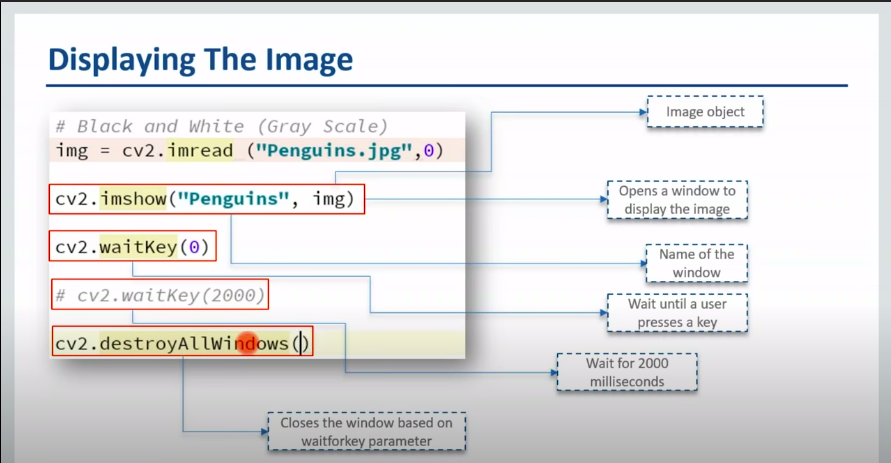 Displaying The Image
# Black and White (Gray Scale)
img = cv2.imread ("Penguins.jpg",0)
cv2.imshow("Penguins", img)
cv2.waitKey(0)
# cv2.waitKey(2000)
cv2.destroyAllWindows()
Image object
Opens a window to
display the image
Name of the
window
Wait until a user
presses a key
Wait for 2000
milliseconds
Closes the window based on
waitforkey parameter